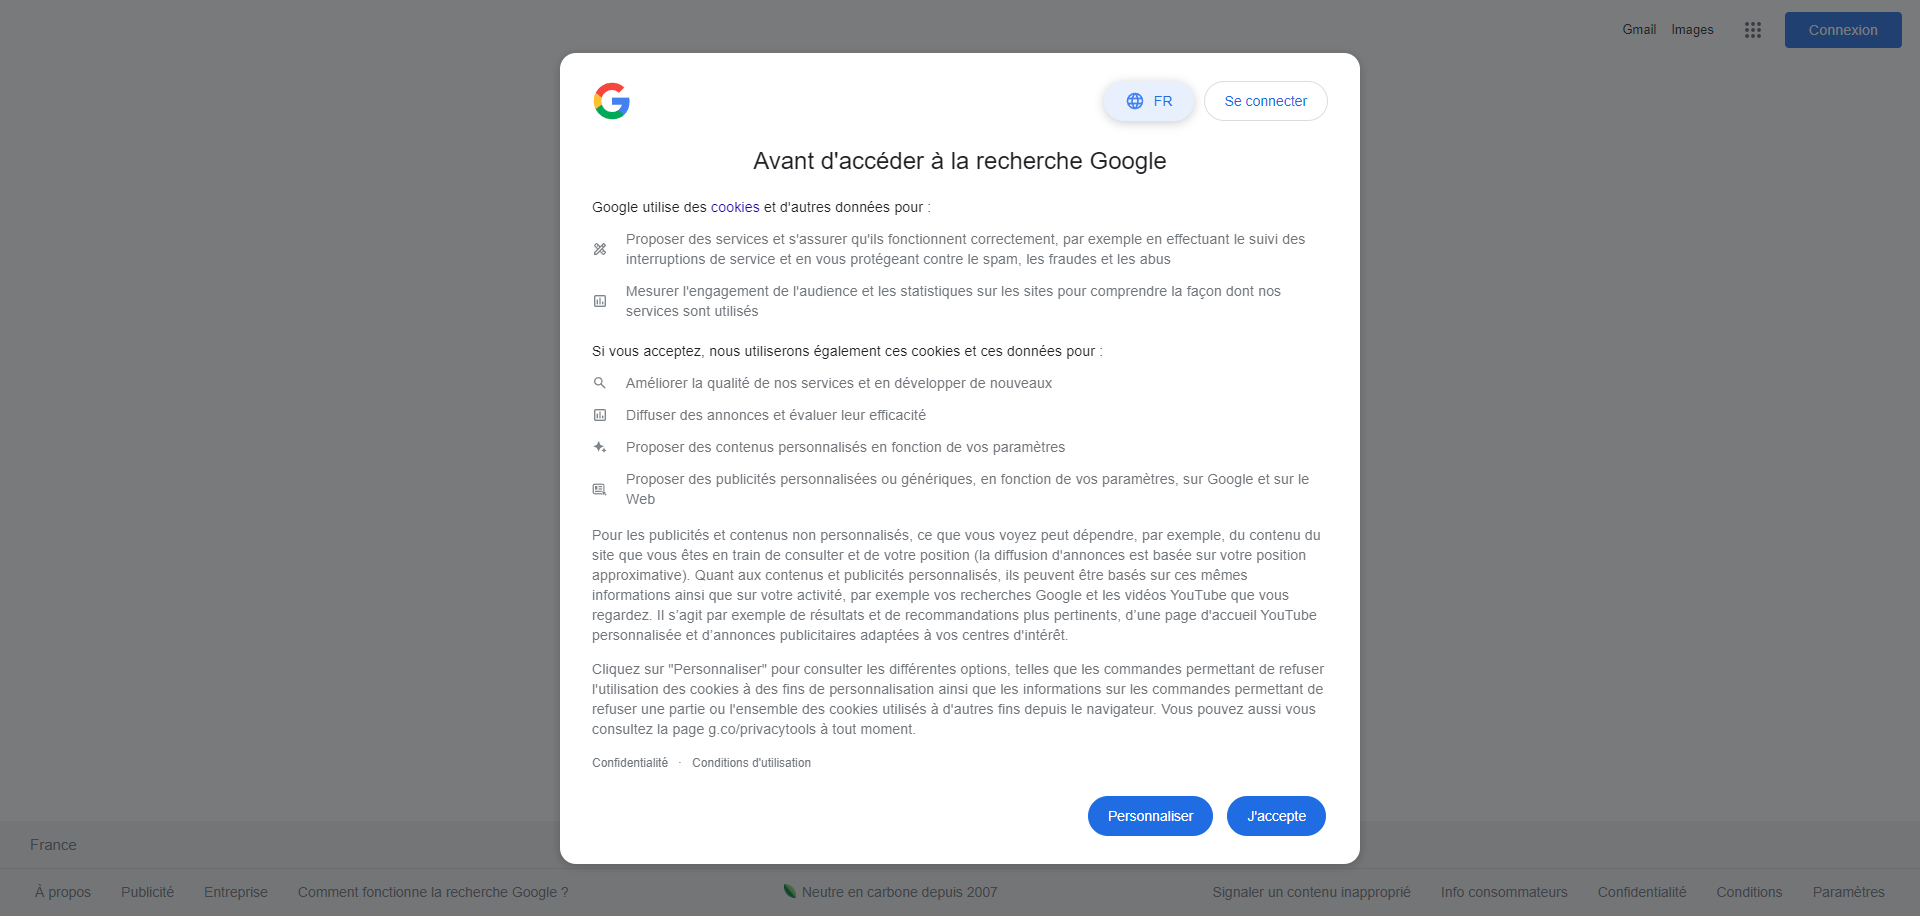 Gmail Images Connexion
FR Se connecter
Avant d'accéder à la recherche Google
Google utilise des cookies et d'autres données pour :
Proposer des services et s'assurer qu'ils fonctionnent correctement, par exemple en effectuant le suivi des
interruptions de service et en vous protégeant contre le spam, les fraudes et les abus
Mesurer l'engagement de l'audience et les statistiques sur les sites pour comprendre la façon dont nos
services sont utilisés
Si vous acceptez, nous utiliserons également ces cookies et ces données pour :
Améliorer la qualité de nos services et en développer de nouveaux
Diffuser des annonces et évaluer leur efficacité
Proposer des contenus personnalisés en fonction de vos paramètres
Proposer des publicités personnalisées ou génériques, en fonction de vos paramètres, sur Google et sur le
Web
Pour les publicités et contenus non personnalisés, ce que vous voyez peut dépendre, par exemple, du contenu du
site que vous êtes en train de consulter et de votre position (la diffusion d'annonces est basée sur votre position
approximative). Quant aux contenus et publicités personnalisés, ils peuvent être basés sur ces mêmes
informations ainsi que sur votre activité, par exemple vos recherches Google et les vidéos YouTube que vous
regardez. Il s’agit par exemple de résultats et de recommandations plus pertinents, d’une page d'accueil YouTube
personnalisée et d’annonces publicitaires adaptées à vos centres d'intérêt.
Cliquez sur "Personnaliser" pour consulter les différentes options, telles que les commandes permettant de refuser
l'utilisation des cookies à des fins de personnalisation ainsi que les informations sur les commandes permettant de
refuser une partie ou l'ensemble des cookies utilisés à d'autres fins depuis le navigateur. Vous pouvez aussi vous
consultez la page g.co/privacytools à tout moment.
Confidentialité · Conditions d'utilisation
Personnaliser J'accepte
France
À propos Publicité Entreprise Comment fonctionne la recherche Google ? Neutre en carbone depuis 2007 Signaler un contenu inapproprié Info consommateurs Confidentialité Conditions Paramètres